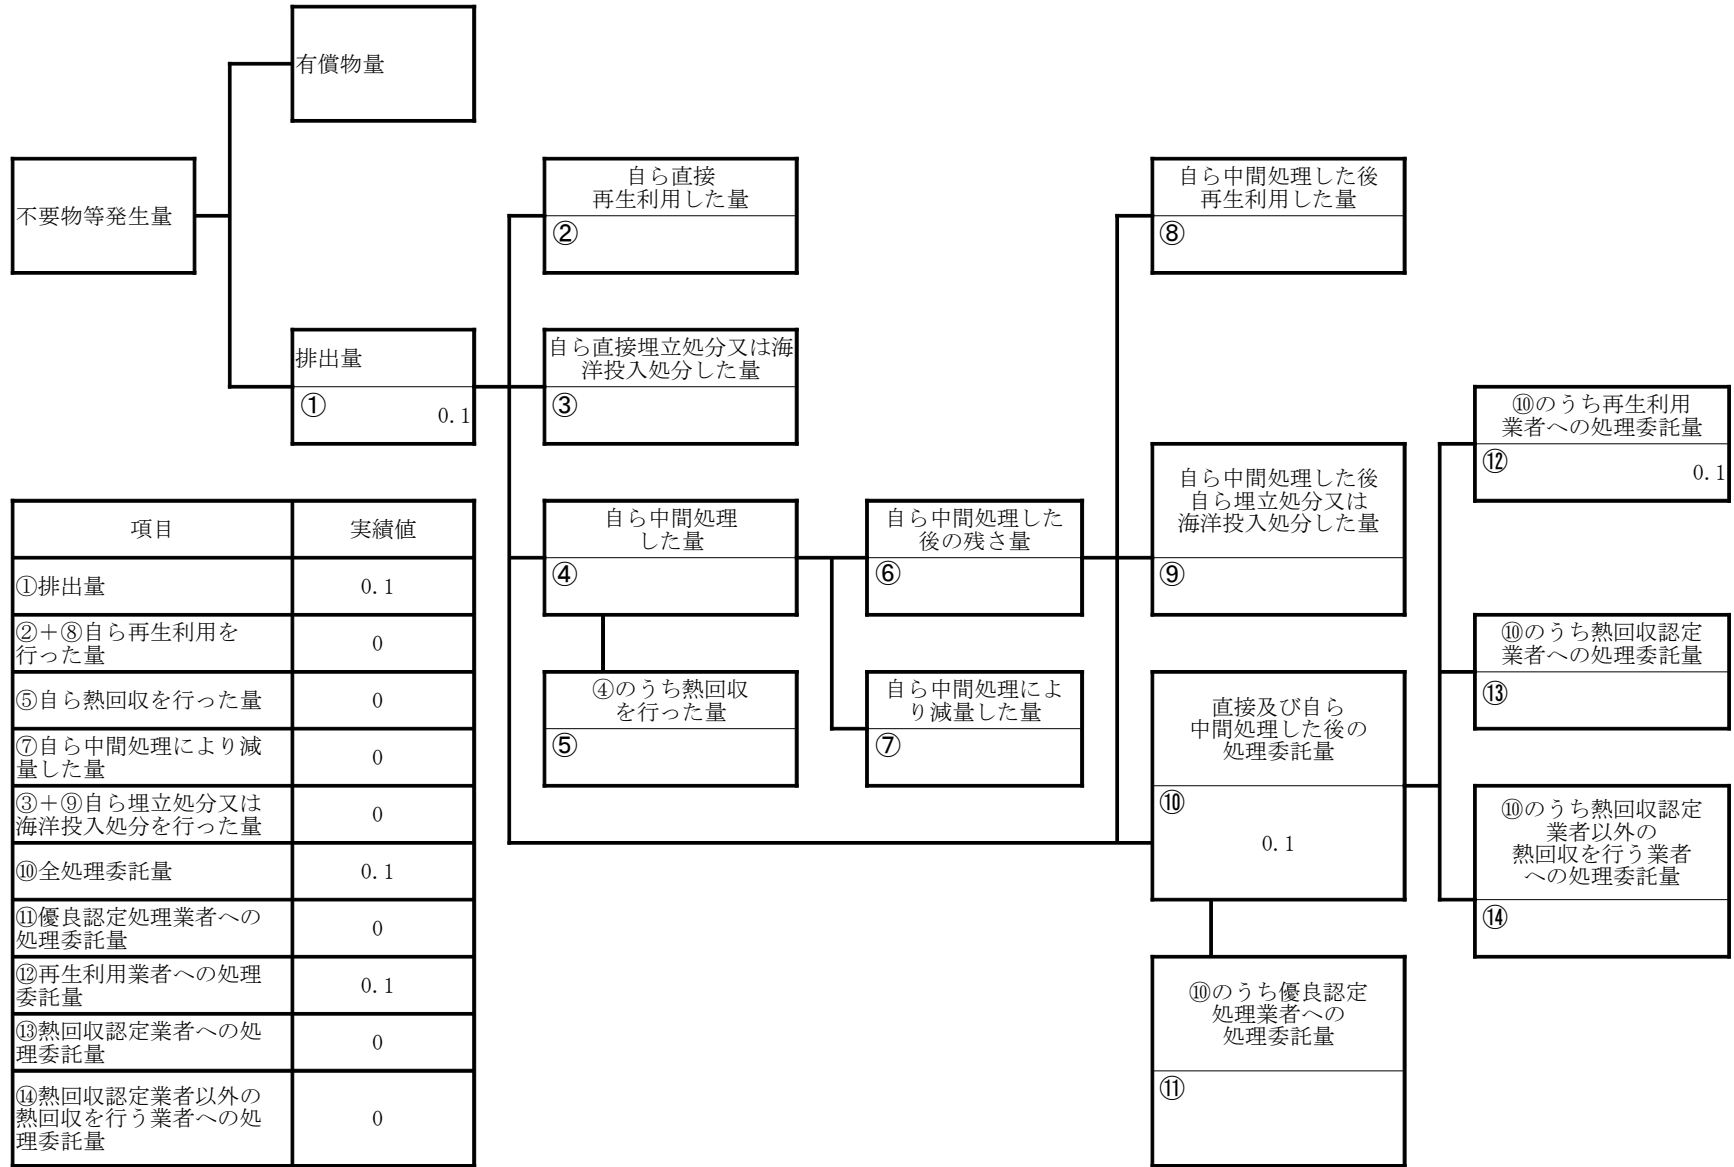 有償物量
不要物等発生量
自ら直接
再生利用した量
②
自ら中間処理した後
再生利用した量
⑧
排出量
①
0.1
自ら直接埋立処分又は海
洋投入処分した量
③
⑩のうち再生利用
業者への処理委託量
⑫
0.1
自ら中間処理
した量
④
自ら中間処理した
後の残さ量
⑥
自ら中間処理した後
自ら埋立処分又は
海洋投入処分した量
⑨
⑩のうち熱回収認定
業者への処理委託量
⑬
④のうち熱回収
を行った量
⑤
自ら中間処理によ
り減量した量
⑦
直接及び自ら
中間処理した後の
処理委託量
⑩
0.1
⑩のうち熱回収認定
業者以外の
熱回収を行う業者
への処理委託量
⑭
⑩のうち優良認定
処理業者への
処理委託量
⑪
項目 実績値
①排出量 0.1
②＋⑧自ら再生利用を
行った量 0
⑤自ら熱回収を行った量 0
⑦自ら中間処理により減
量した量 0
③＋⑨自ら埋立処分又は
海洋投入処分を行った量 0
⑩全処理委託量 0.1
⑪優良認定処理業者への
処理委託量 0
⑫再生利用業者への処理
委託量 0.1
⑬熱回収認定業者への処
理委託量 0
⑭熱回収認定業者以外の
熱回収を行う業者への処
理委託量 0